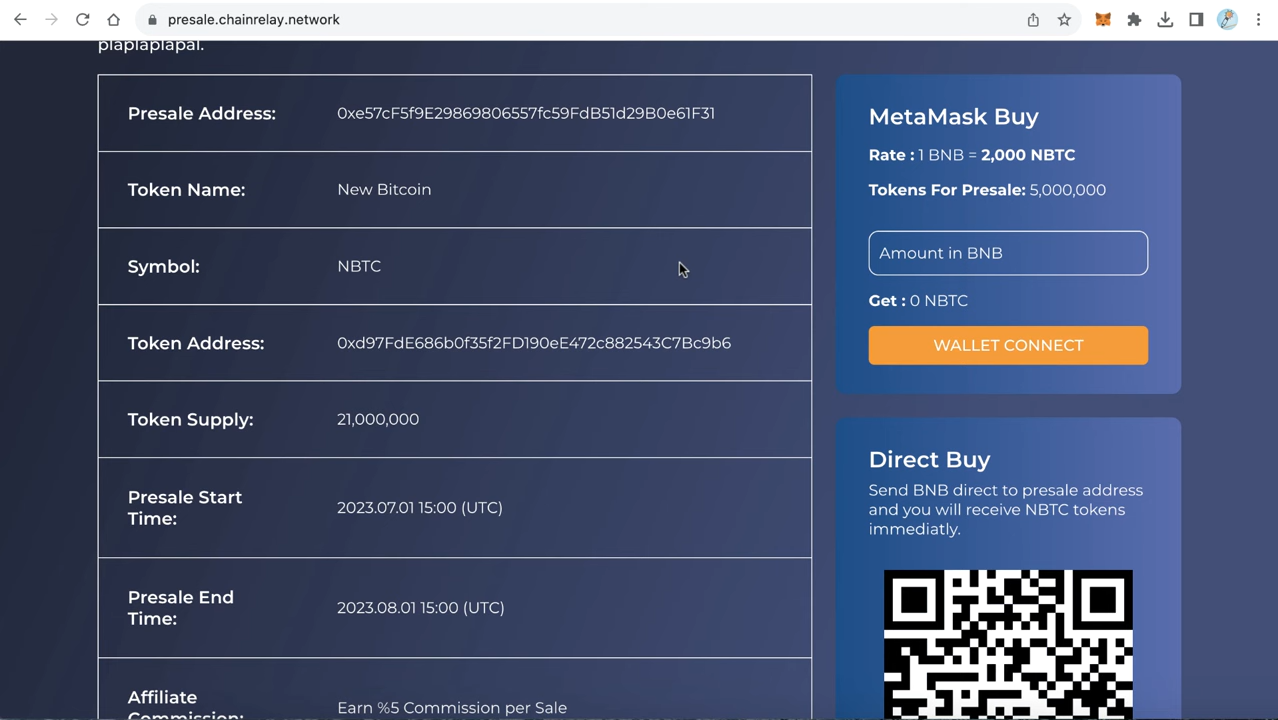 presale.chainrelay.network
plaplaplapal.
Presale Address: 0xe57cF5f9E29869806557fc59FdB51d29B0e61F31
Token Name: New Bitcoin
Symbol: NBTC
Token Address: 0xd97FdE686b0f35f2FD190eE472c882543C7Bc9b6
Token Supply: 21,000,000
Presale Start
Time:
2023.07.01 15:00 (UTC)
Presale End
Time:
2023.08.01 15:00 (UTC)
Affiliate
Commission:
Earn %5 Commission per Sale
MetaMask Buy
Rate : 1 BNB = 2,000 NBTC
Tokens For Presale: 5,000,000
Amount in BNB
Get : 0 NBTC
WALLET CONNECT
Direct Buy
Send BNB direct to presale address
and you will receive NBTC tokens
immediatly.